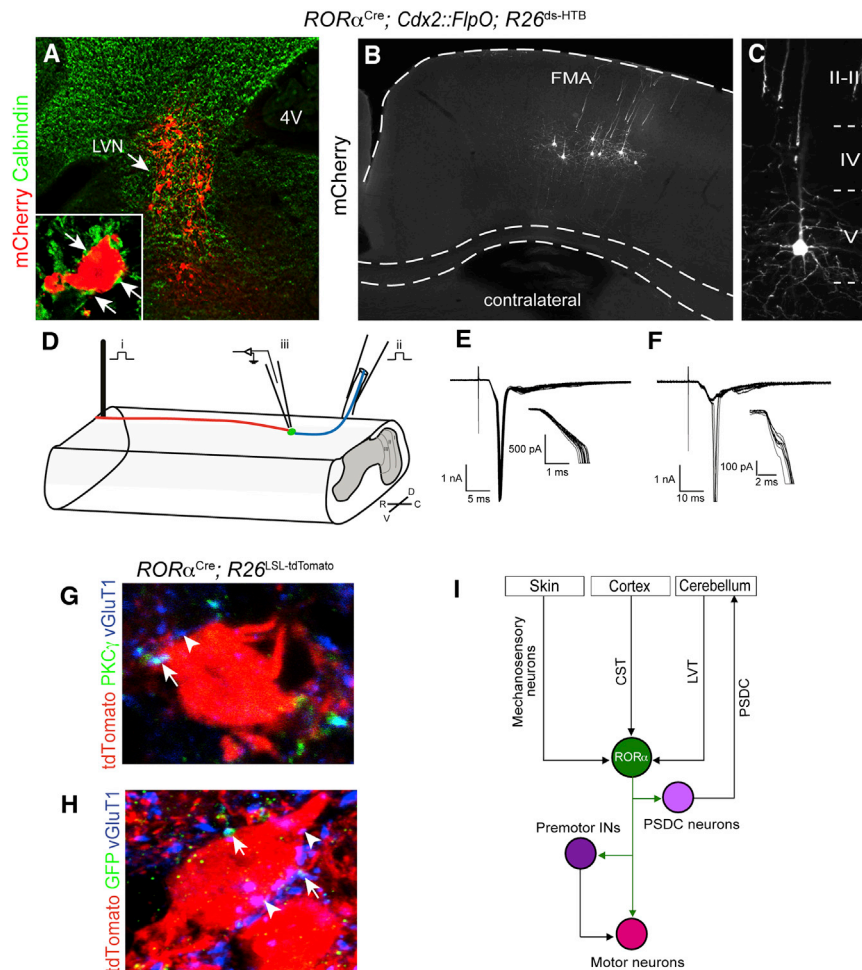 RORα^Cre; Cdx2::FlpO; R26^ds-HTB
A
mCherry Calbindin
LVN
4V
B
mCherry
FMA
contralateral
C
II-II
IV
V
D
i
iii
ii
D
R C
V
E
1 nA
5 ms
500 pA
1 ms
F
1 nA
10 ms
100 pA
2 ms
RORα^Cre; R26^LSL-tdTomato
G
tdTomato PKCγ vGluT1
H
tdTomato GFP vGluT1
I
Skin
Cortex
Cerebellum
Mechanosensory
neurons
CST
LVT
PSDC
RORα
PSDC neurons
Premotor INs
Motor neurons